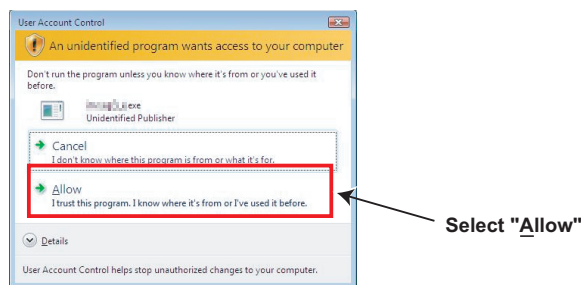 User Account Control
An unidentified program wants access to your computer
Don't run the program unless you know where it's from or you've used it
before.
exe
Unidentified Publisher
Cancel
I don't know where this program is from or what it's for.
Allow
I trust this program. I know where it's from or I've used it before.
Select "Allow"
Details
User Account Control helps stop unauthorized changes to your computer.